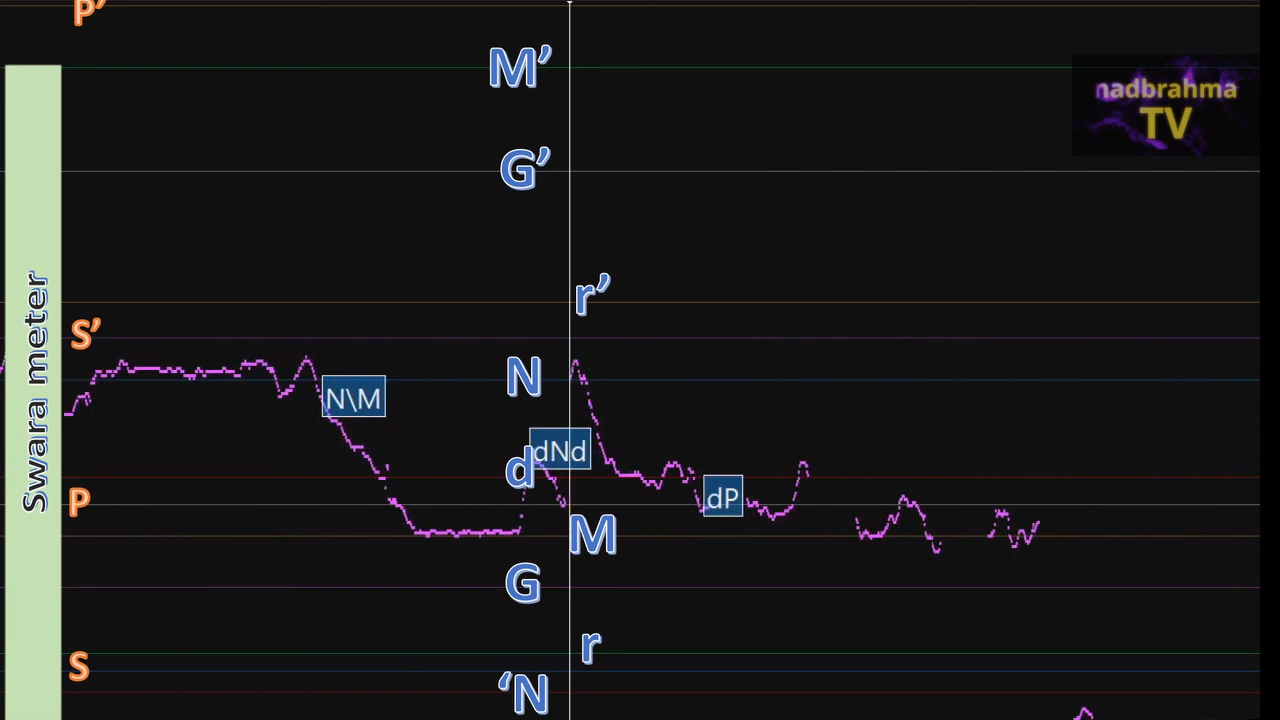 P’
M’
nadbrahma
TV
G’
r’
S’
Swara meter
N
N\M
dNd
d
dP
P
M
G
r
S
‘N